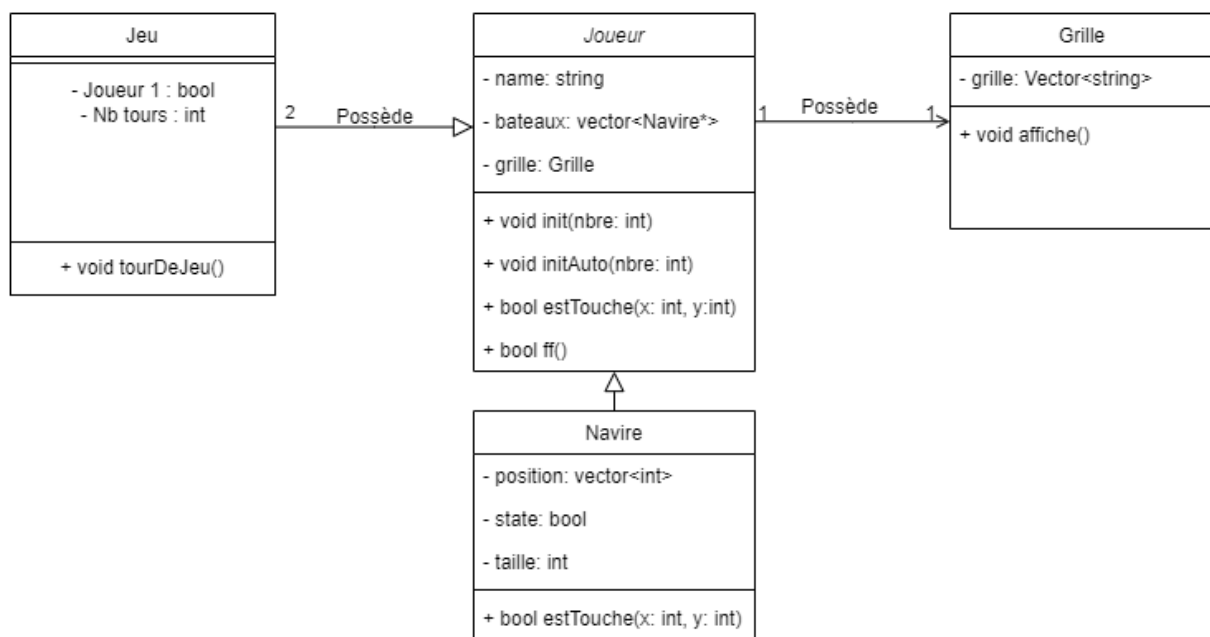 Jeu
- Joueur 1 : bool
- Nb tours : int
+ void tourDeJeu()
2 Possède
Joueur
- name: string
- bateaux: vector<Navire*>
- grille: Grille
+ void init(nbre: int)
+ void initAuto(nbre: int)
+ bool estTouche(x: int, y:int)
+ bool ff()
1 Possède 1
Grille
- grille: Vector<string>
+ void affiche()
Navire
- position: vector<int>
- state: bool
- taille: int
+ bool estTouche(x: int, y: int)